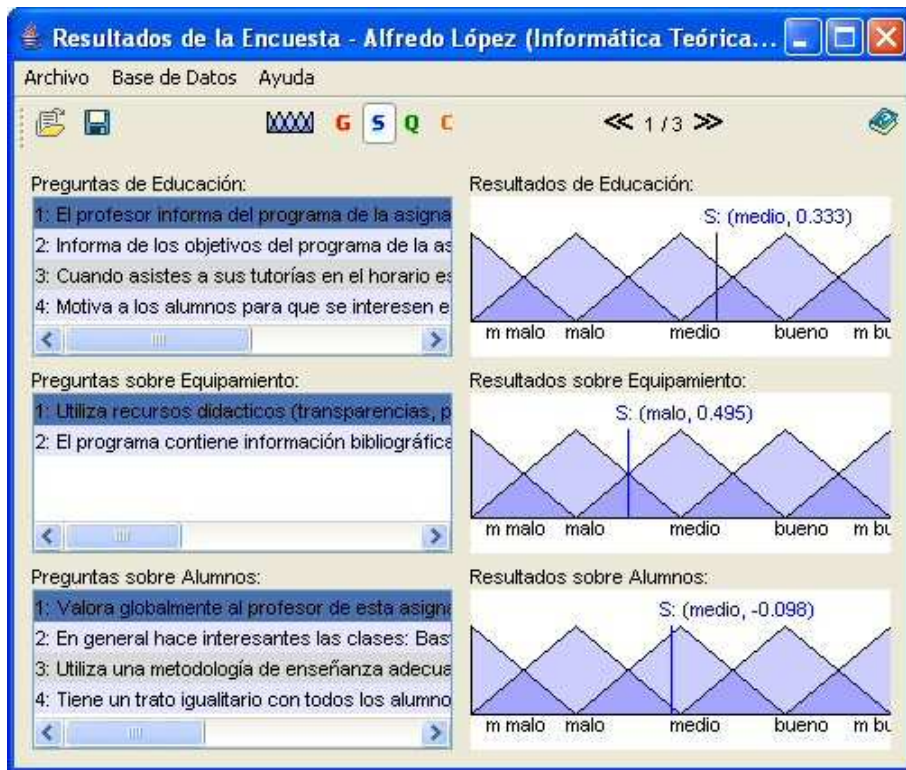 Resultados de la Encuesta - Alfredo López (Informática Teórica...
Archivo Base de Datos Ayuda
G S Q C 1 / 3
Preguntas de Educación:
1: El profesor informa del programa de la asigna
2: Informa de los objetivos del programa de la as
3: Cuando asistes a sus tutorías en el horario es
4: Motiva a los alumnos para que se interesen e
Resultados de Educación:
S: (medio, 0.333)
m malo malo medio bueno m bu
Preguntas sobre Equipamiento:
1: Utiliza recursos didacticos (transparencias, p
2: El programa contiene información bibliográfica
Resultados sobre Equipamiento:
S: (malo, 0.495)
m malo malo medio bueno m bu
Preguntas sobre Alumnos:
1: Valora globalmente al profesor de esta asigna
2: En general hace interesantes las clases: Bas
3: Utiliza una metodología de enseñanza adecua
4: Tiene un trato igualitario con todos los alumno
Resultados sobre Alumnos:
S: (medio, -0.098)
m malo malo medio bueno m bu